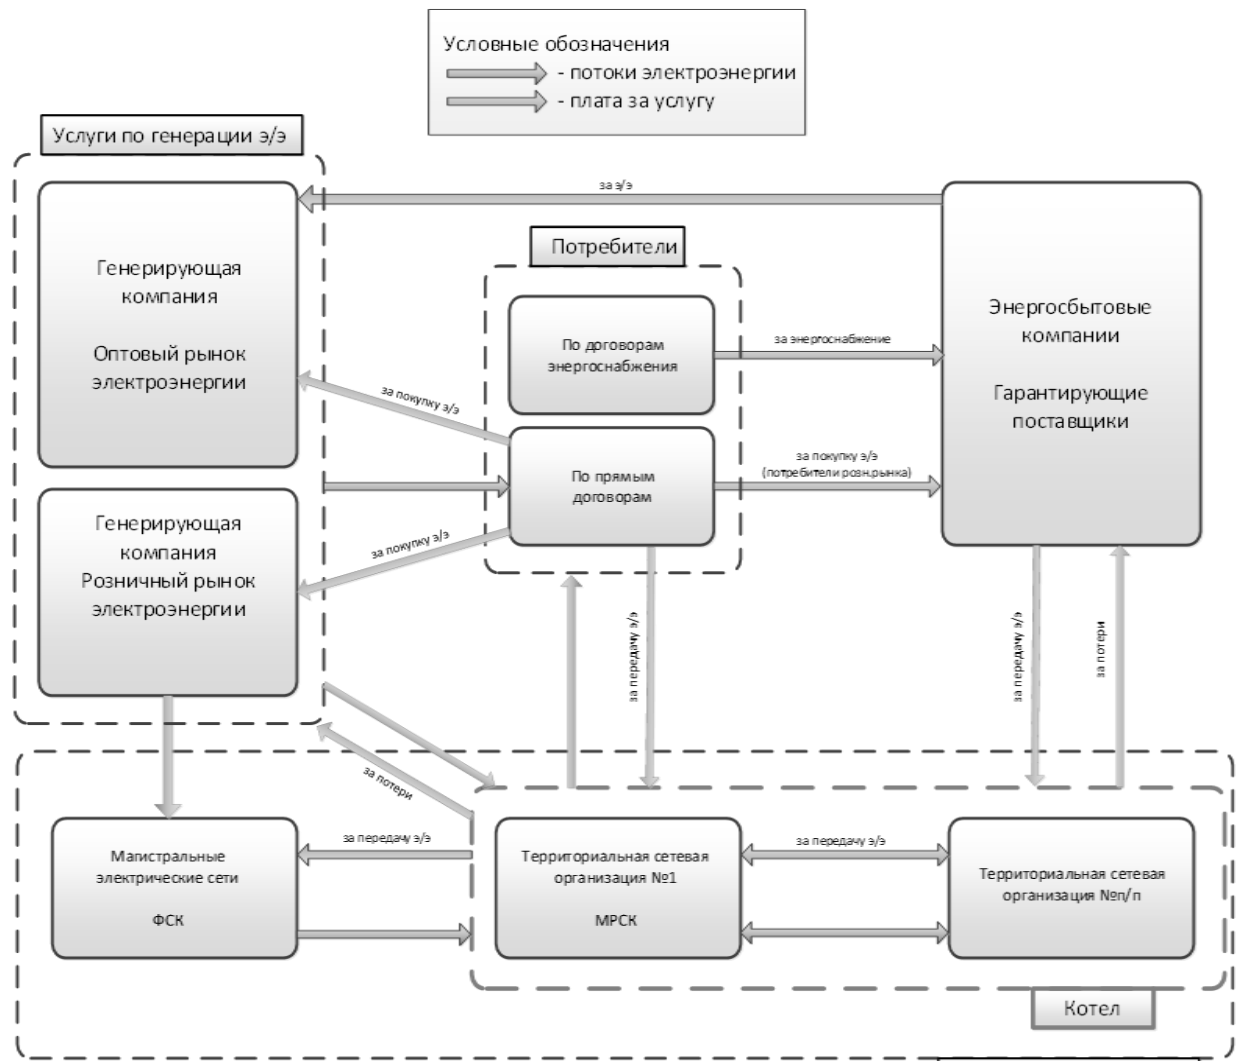 Условные обозначения
- потоки электроэнергии
- плата за услугу
Услуги по генерации э/э
за э/э
Потребители
Генерирующая
компания
Оптовый рынок
электроэнергии
По договорам
энергоснабжения
за энергоснабжение
Энергосбытовые
компании
Гарантирующие
поставщики
за покупку э/э
По прямым
договорам
за покупку э/э
(потребители розн.рынка)
Генерирующая
компания
Розничный рынок
электроэнергии
за покупку э/э
за передачу э/э
за передачу э/э
за потери
за потери
Магистральные
электрические сети
ФСК
за передачу э/э
Территориальная сетевая
организация №1
МРСК
за передачу э/э
Территориальная сетевая
организация №п/п
Котел